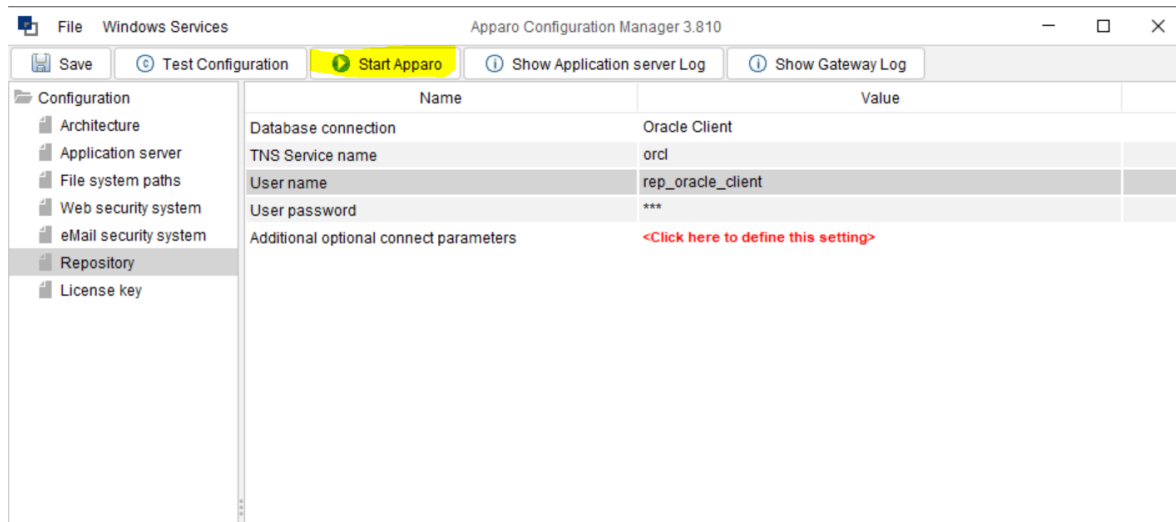 File Windows Services Apparo Configuration Manager 3.810
Save Test Configuration Start Apparo Show Application server Log Show Gateway Log
Configuration
Architecture
Application server
File system paths
Web security system
eMail security system
Repository
License key
Name Value
Database connection Oracle Client
TNS Service name orcl
User name rep_oracle_client
User password ***
Additional optional connect parameters <Click here to define this setting>